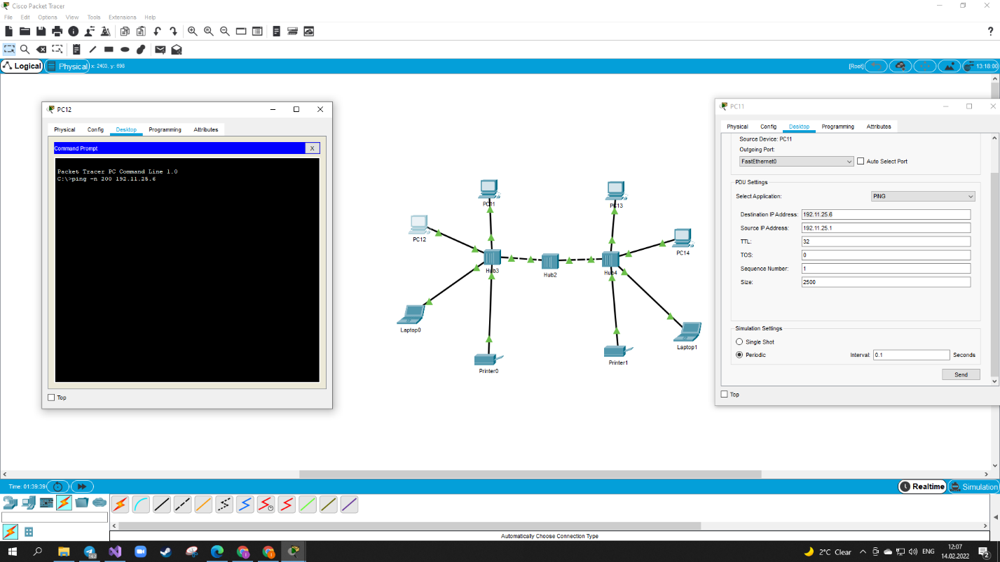 Cisco Packet Tracer
File Edit Options View Tools Extensions Help
?
Logical Physical x: 2403, y: 698 [Root] 13:18:00
PC12
Physical Config Desktop Programming Attributes
Command Prompt X
Packet Tracer PC Command Line 1.0
C:\>ping -n 200 192.11.25.6
Top
PC11
PC12
Laptop0
Printer0
Hub3
Hub2
Hub4
PC13
PC14
Laptop1
Printer1
PC11
Physical Config Desktop Programming Attributes
Source Device: PC11
Outgoing Port:
FastEthernet0 Auto Select Port
PDU Settings
Select Application: PING
Destination IP Address: 192.11.25.6
Source IP Address: 192.11.25.1
TTL: 32
TOS: 0
Sequence Number: 1
Size: 2500
Simulation Settings
Single Shot
Periodic Interval: 0.1 Seconds
Send
Top
Time: 01:39:39 Realtime Simulation
Automatically Choose Connection Type
2°C Clear ENG 12:07
14.02.2022
2